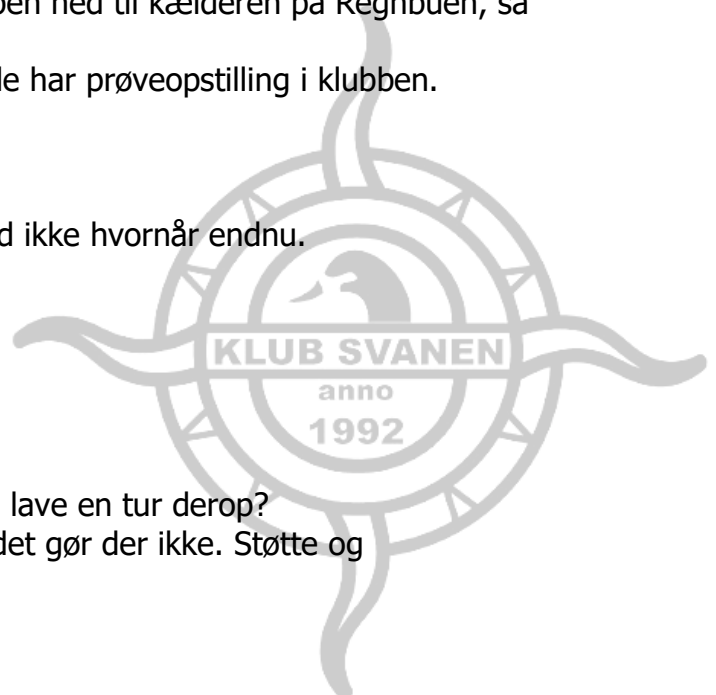 ned til kælderen på Regnbuen, så
le har prøveopstilling i klubben.
d ikke hvornår endnu.
KLUB SVANEN
anno
1992
lave en tur derop?
det gør der ikke. Støtte og